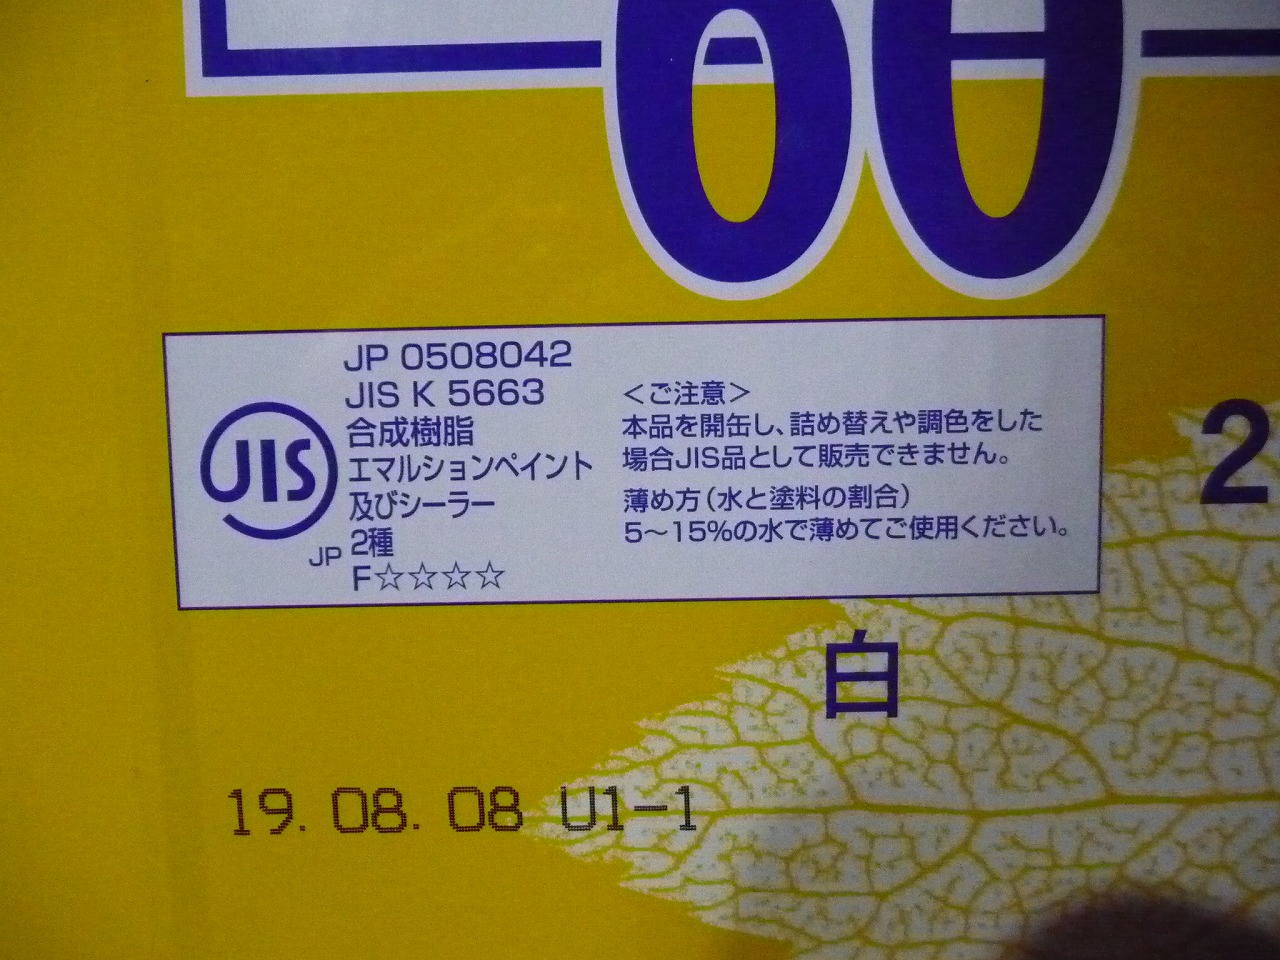 JP 0508042
JIS K 5663
合成樹脂
エマルションペイント
及びシーラー
2種
F☆☆☆☆
JIS
JP
＜ご注意＞
本品を開缶し、詰め替えや調色をした
場合JIS品として販売できません。
薄め方（水と塗料の割合）
5〜15%の水で薄めてご使用ください。
2
白
19. 08. 08 U1-1